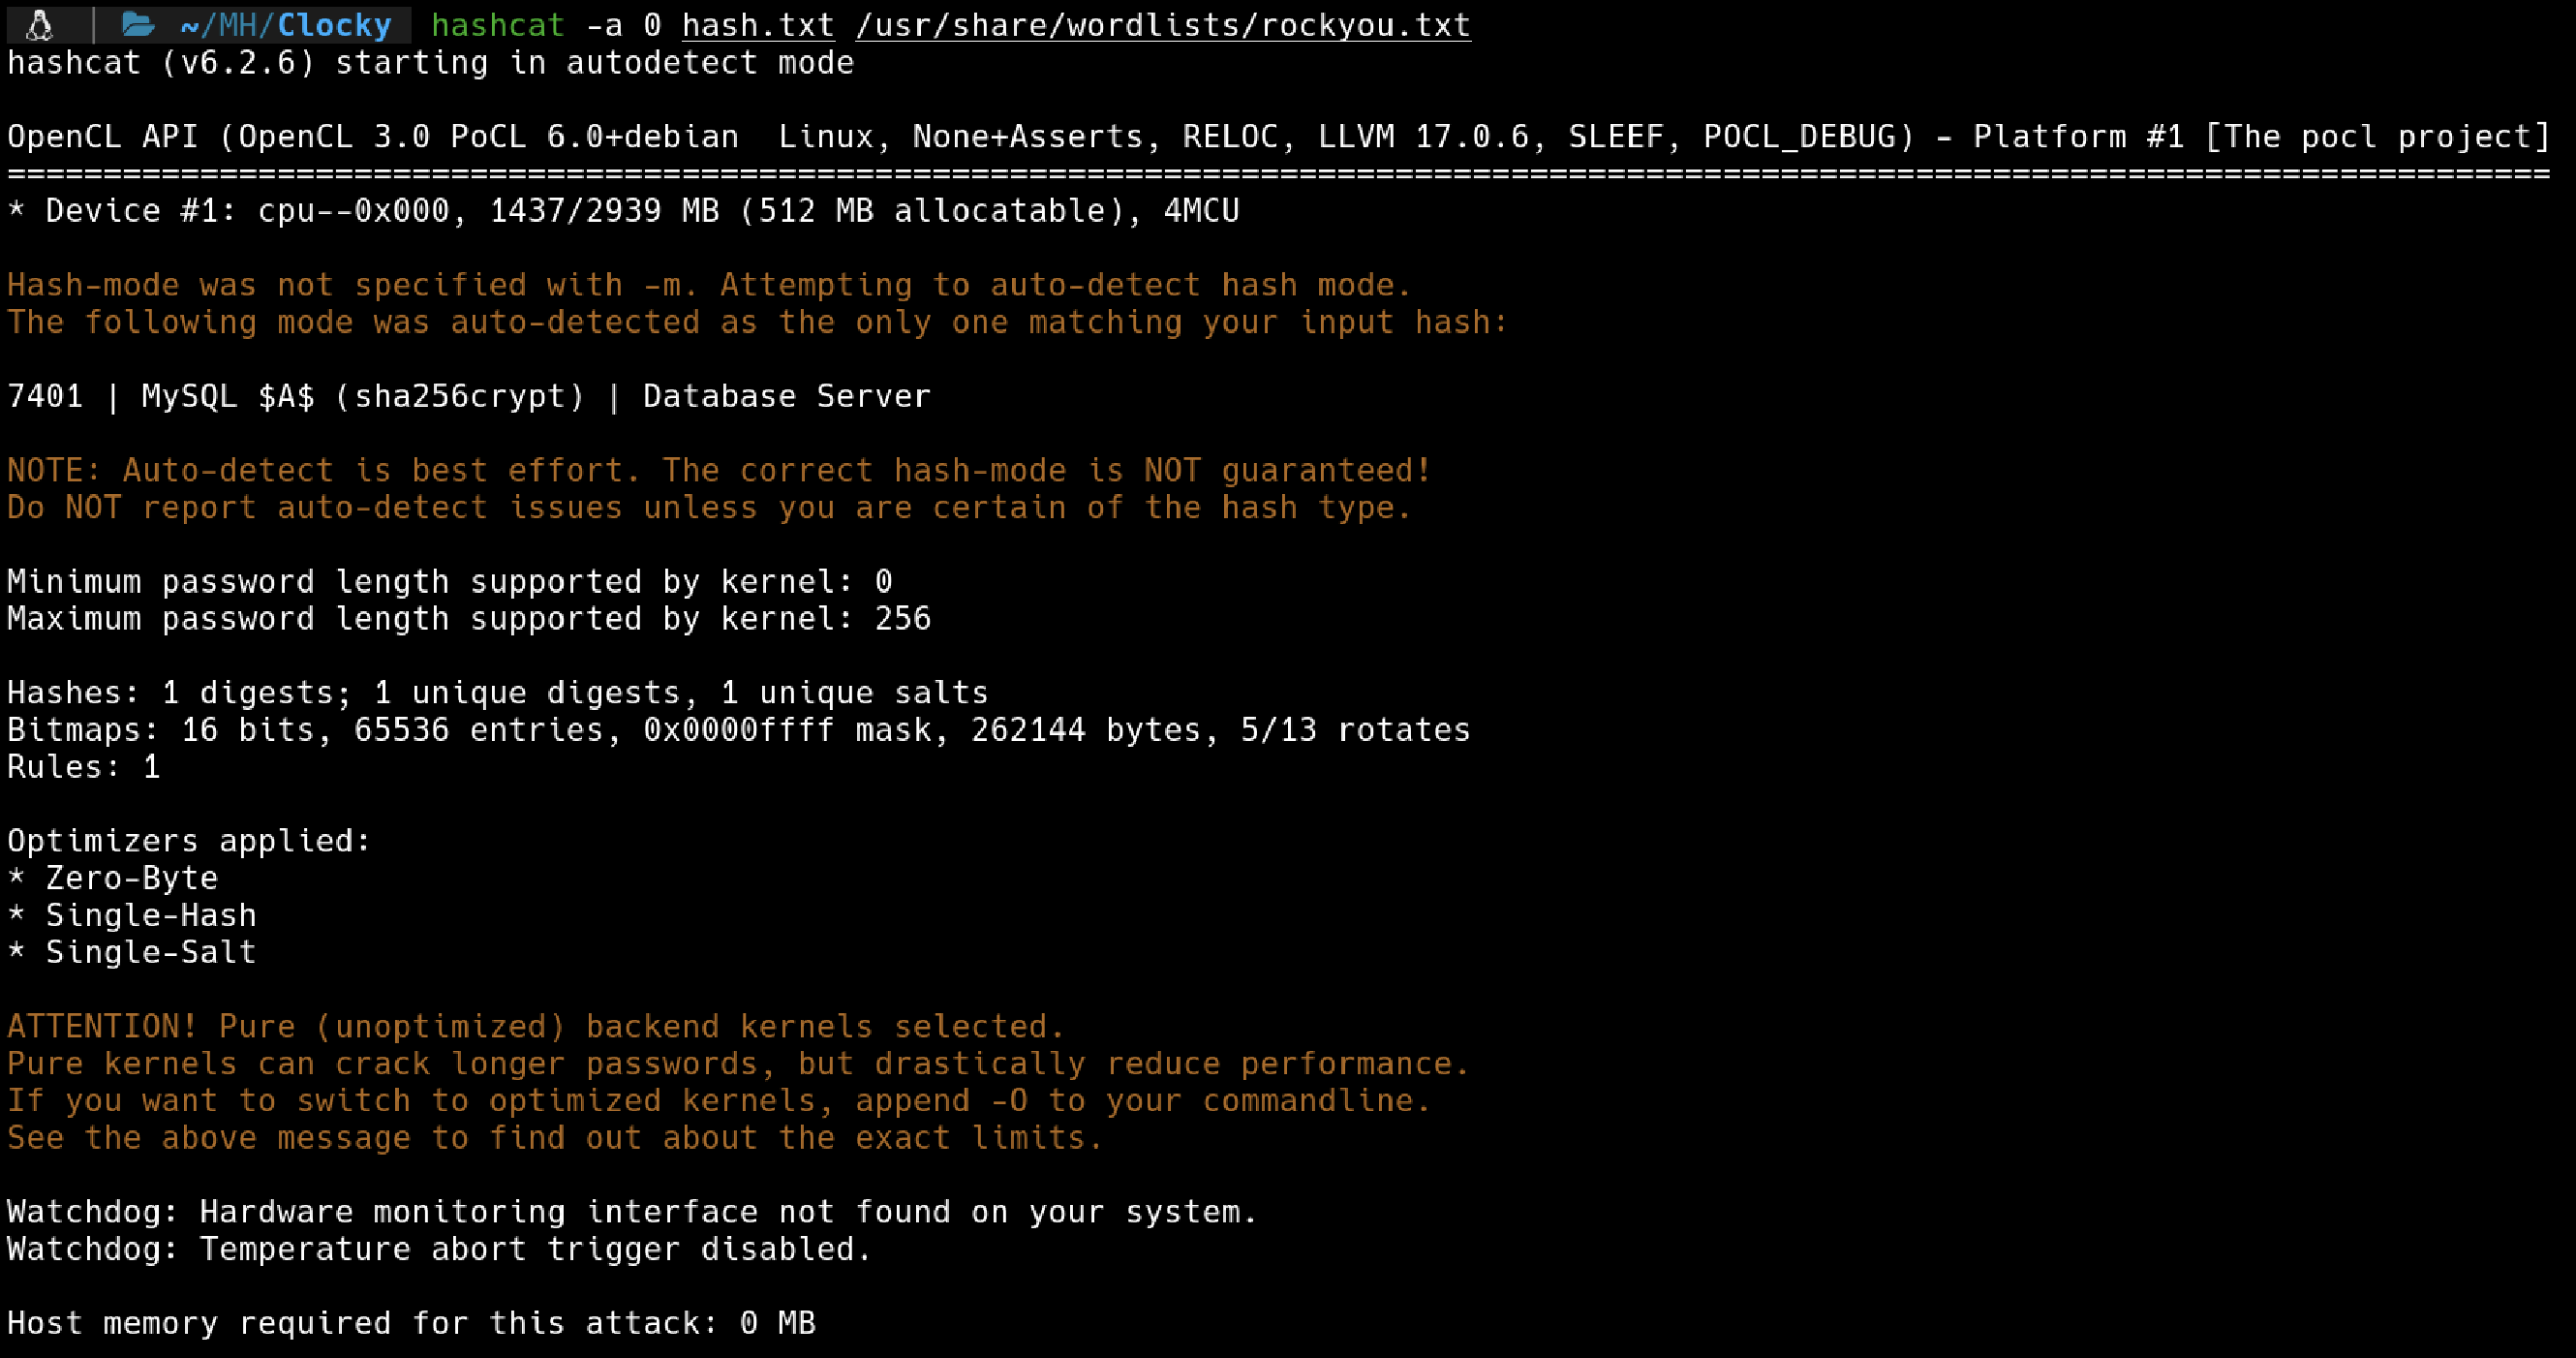 ~/MH/Clocky hashcat -a 0 hash.txt /usr/share/wordlists/rockyou.txt
hashcat (v6.2.6) starting in autodetect mode
OpenCL API (OpenCL 3.0 PoCL 6.0+debian  Linux, None+Asserts, RELOC, LLVM 17.0.6, SLEEF, POCL_DEBUG) - Platform #1 [The pocl project]
====================================================================================================================================
* Device #1: cpu--0x000, 1437/2939 MB (512 MB allocatable), 4MCU
Hash-mode was not specified with -m. Attempting to auto-detect hash mode.
The following mode was auto-detected as the only one matching your input hash:
7401 | MySQL $A$ (sha256crypt) | Database Server
NOTE: Auto-detect is best effort. The correct hash-mode is NOT guaranteed!
Do NOT report auto-detect issues unless you are certain of the hash type.
Minimum password length supported by kernel: 0
Maximum password length supported by kernel: 256
Hashes: 1 digests; 1 unique digests, 1 unique salts
Bitmaps: 16 bits, 65536 entries, 0x0000ffff mask, 262144 bytes, 5/13 rotates
Rules: 1
Optimizers applied:
* Zero-Byte
* Single-Hash
* Single-Salt
ATTENTION! Pure (unoptimized) backend kernels selected.
Pure kernels can crack longer passwords, but drastically reduce performance.
If you want to switch to optimized kernels, append -O to your commandline.
See the above message to find out about the exact limits.
Watchdog: Hardware monitoring interface not found on your system.
Watchdog: Temperature abort trigger disabled.
Host memory required for this attack: 0 MB